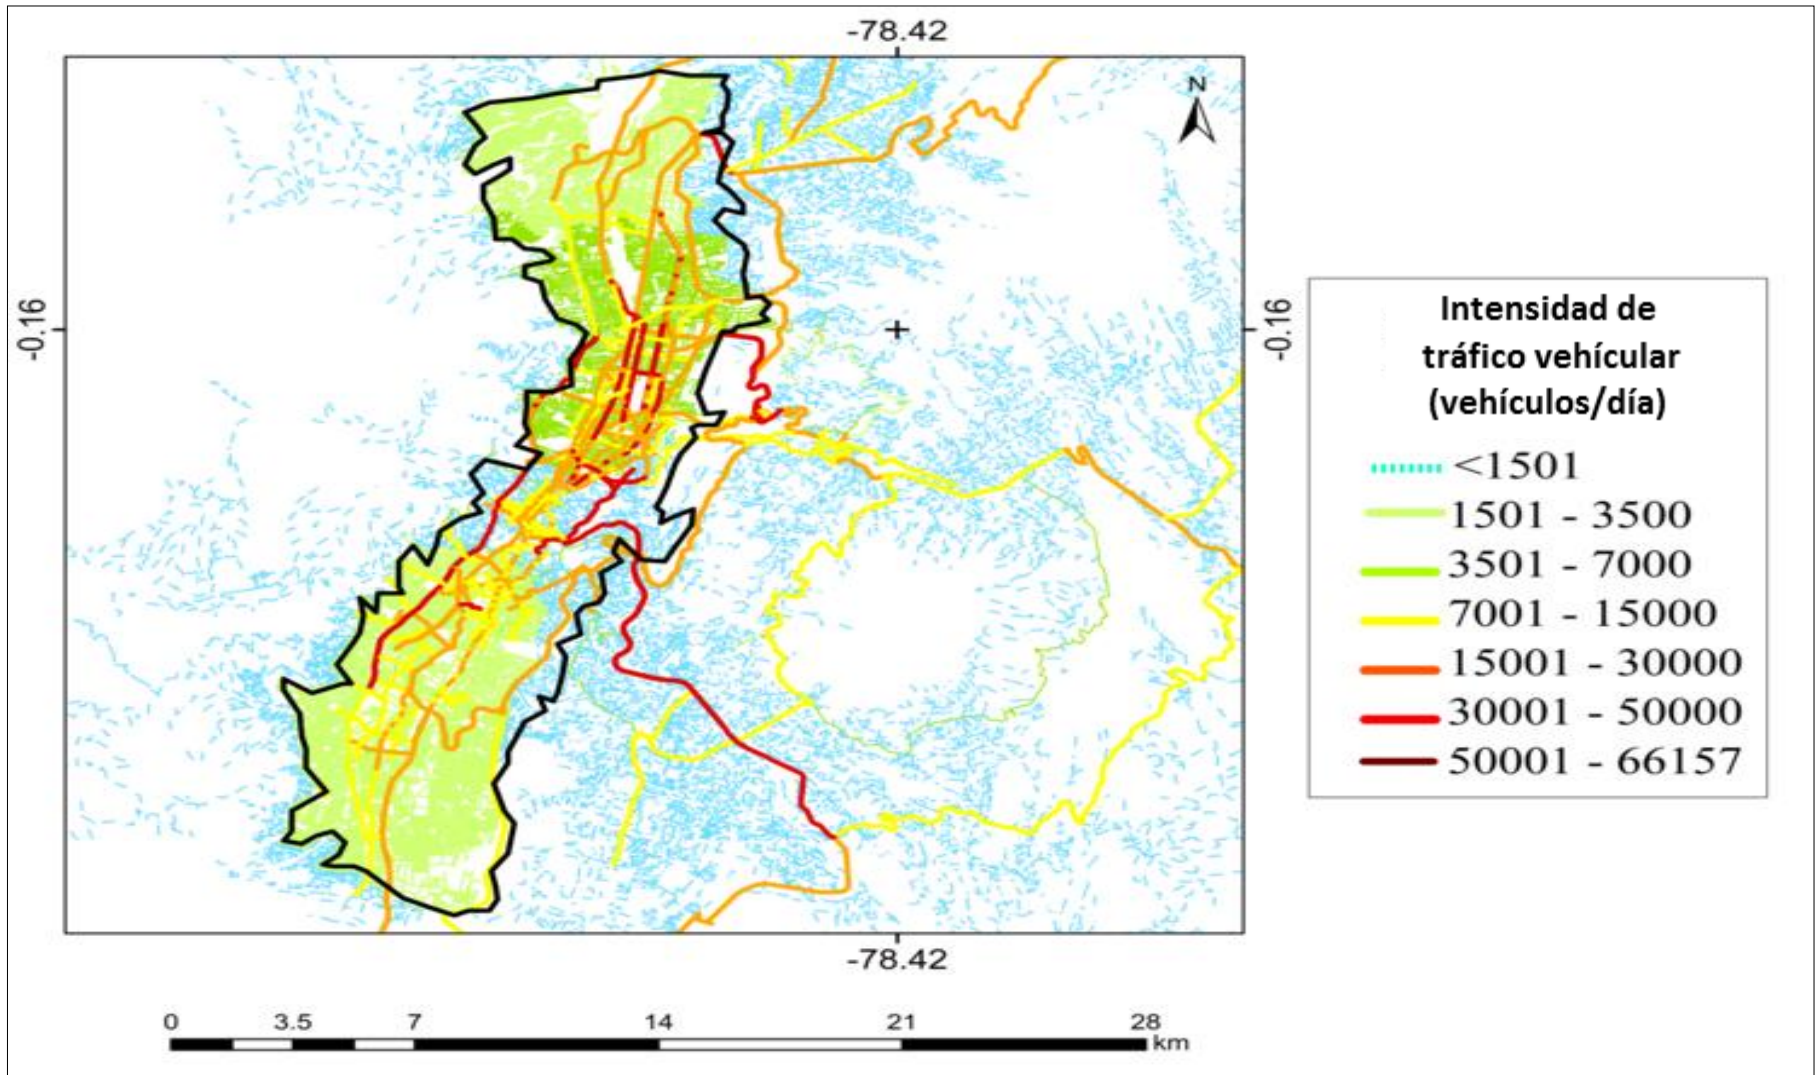 -78.42
N
-0.16
-0.16
Intensidad de
tráfico vehícular
(vehículos/día)
<1501
1501 - 3500
3501 - 7000
7001 - 15000
15001 - 30000
30001 - 50000
50001 - 66157
-78.42
0 3.5 7 14 21 28
km